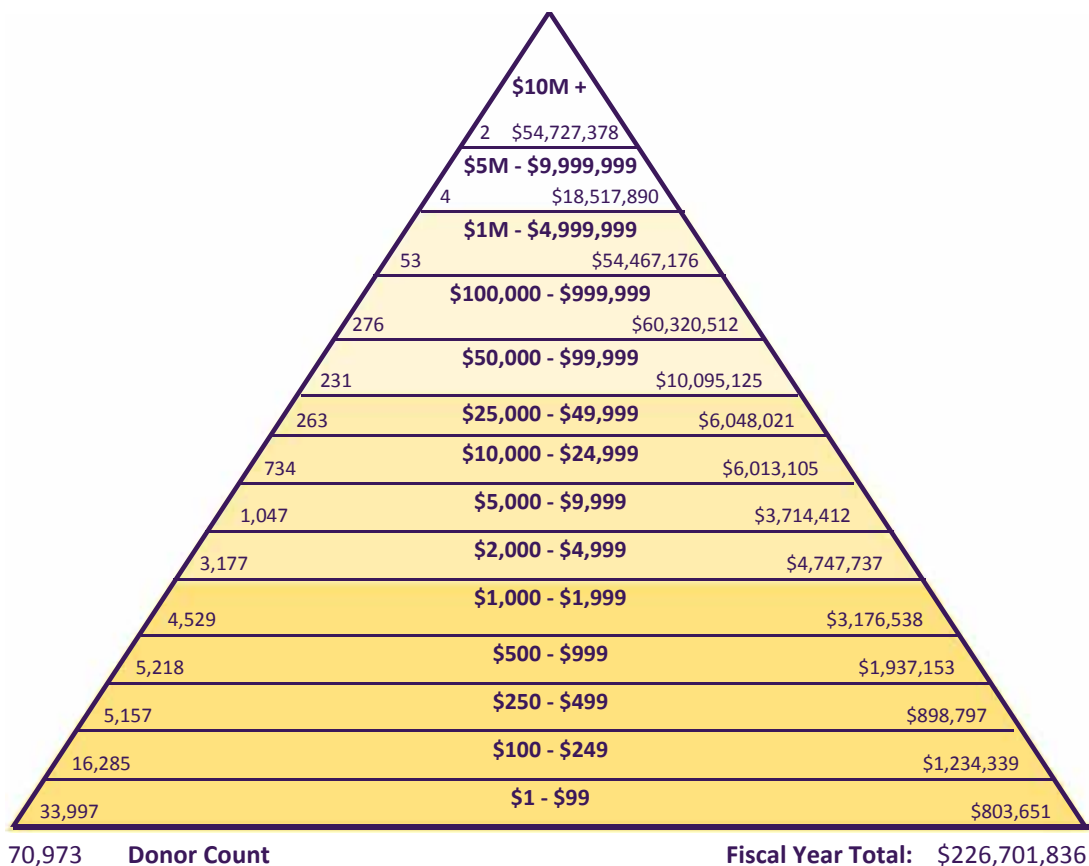 $10M +
2 $54,727,378
$5M - $9,999,999
4 $18,517,890
$1M - $4,999,999
53 $54,467,176
$100,000 - $999,999
276 $60,320,512
$50,000 - $99,999
231 $10,095,125
$25,000 - $49,999
263 $6,048,021
$10,000 - $24,999
734 $6,013,105
$5,000 - $9,999
1,047 $3,714,412
$2,000 - $4,999
3,177 $4,747,737
$1,000 - $1,999
4,529 $3,176,538
$500 - $999
5,218 $1,937,153
$250 - $499
5,157 $898,797
$100 - $249
16,285 $1,234,339
$1 - $99
33,997 $803,651
70,973 Donor Count Fiscal Year Total: $226,701,836